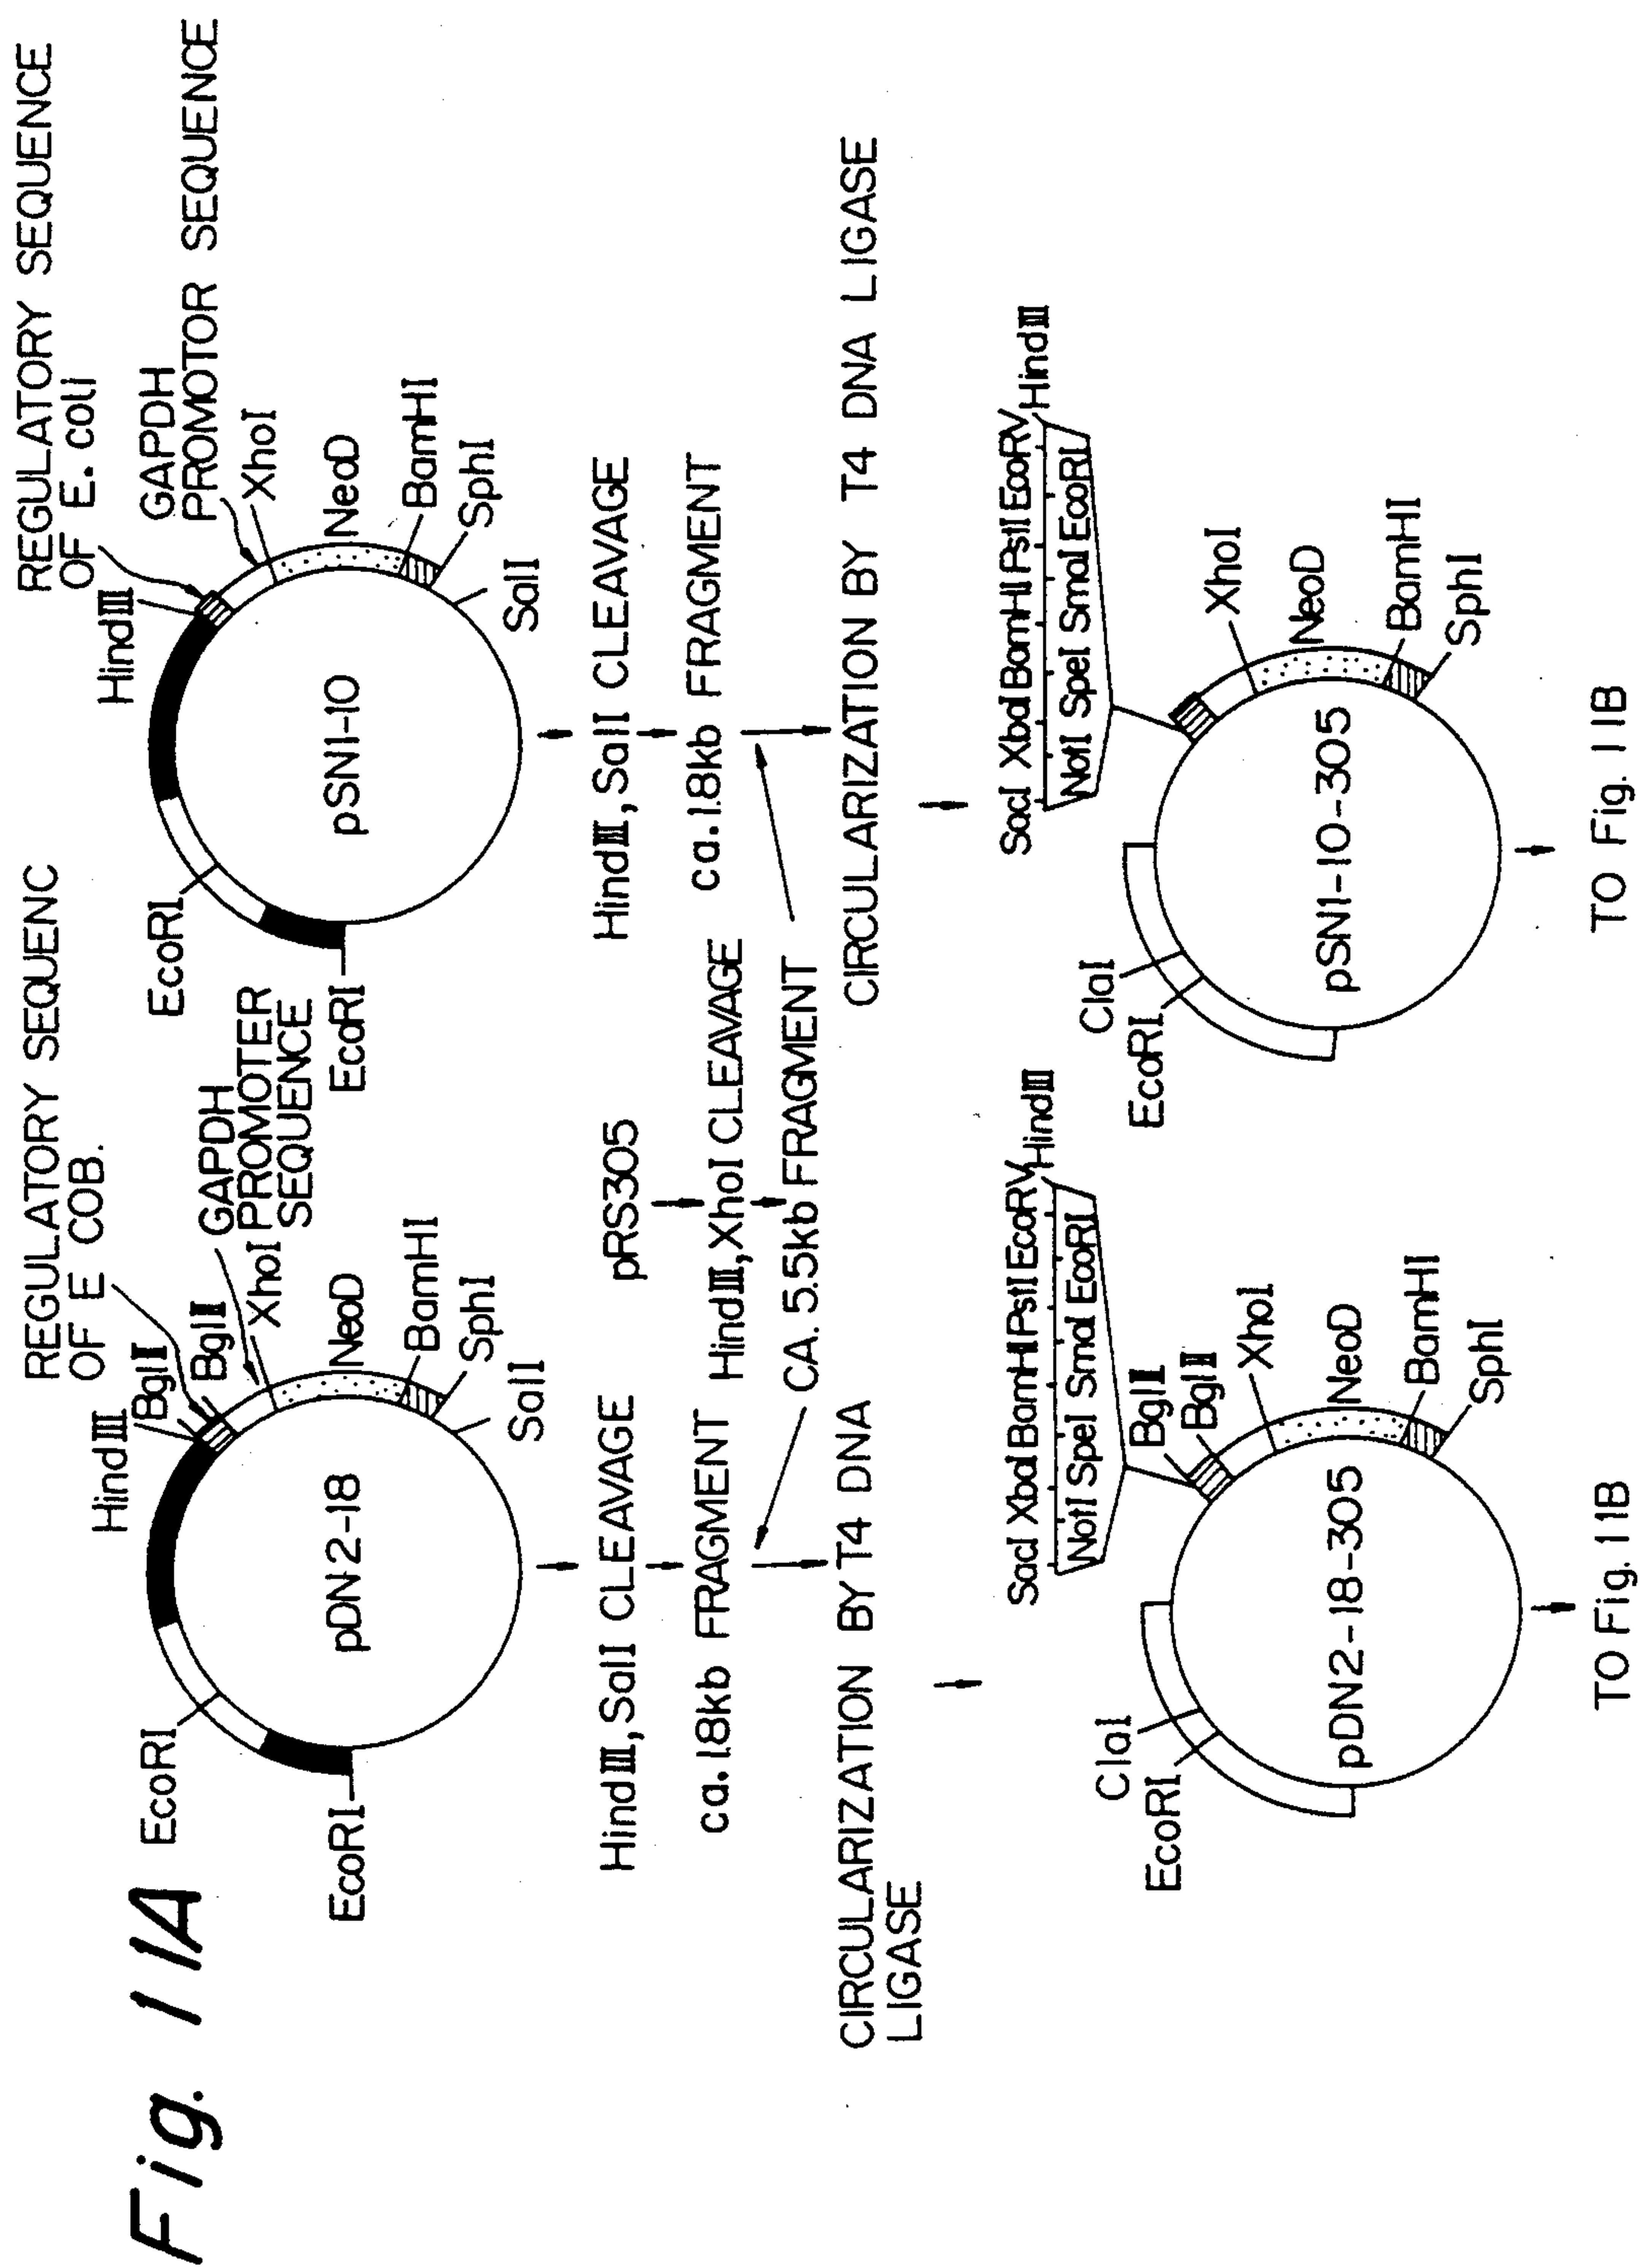 Fig. 11A
REGULATORY SEQUENC
OF E COB.
HindIII
BglI
BglII
GAPDH
XhoI PROMOTER
SEQUENCE
EcoRI
EcoRI
pDN2-18
NeoD
BamHI
SphI
SalI
HindIII, SalI CLEAVAGE
ca. 1.8kb FRAGMENT
CIRCULARIZATION BY T4 DNA
LIGASE
SacI XbaI BamHI PstI EcoRV
HindIII
NotI SpeI SmaI EcoRI
BglI
BglII
XhoI
ClaI
EcoRI
NeoD
BamHI
SphI
pDN2-18-305
TO Fig. 11B
pRS305
HindIII, XhoI CLEAVAGE
CA. 5.5kb FRAGMENT
REGULATORY SEQUENCE
OF E. coli
HindIII
GAPDH
PROMOTOR SEQUENCE
XhoI
EcoRI
EcoRI
pSN1-10
NeoD
BamHI
SphI
SalI
HindIII, SalI CLEAVAGE
ca. 1.8kb FRAGMENT
CIRCULARIZATION BY T4 DNA LIGASE
SacI XbaI BamHI PstI EcoRV
HindIII
NotI SpeI SmaI EcoRI
XhoI
ClaI
EcoRI
NeoD
BamHI
SphI
pSN1-10-305
TO Fig. 11B